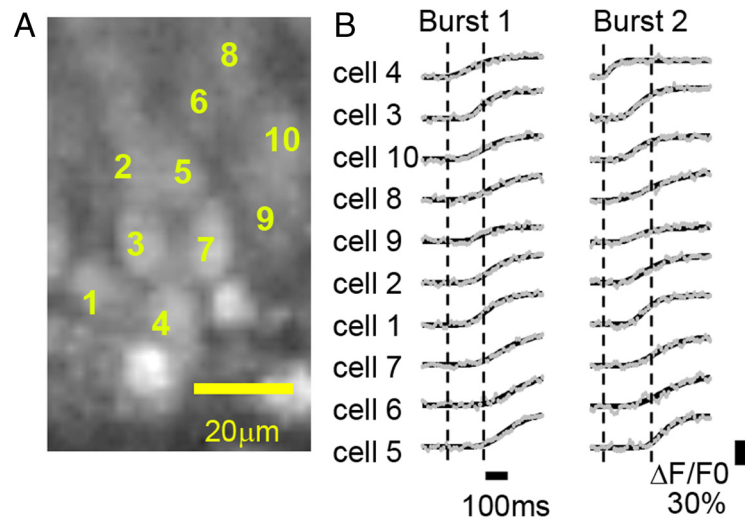 A
8
6
10
2 5
9
3 7
1
4
20μm
B
Burst 1 Burst 2
cell 4
cell 3
cell 10
cell 8
cell 9
cell 2
cell 1
cell 7
cell 6
cell 5
100ms
ΔF/F0
30%